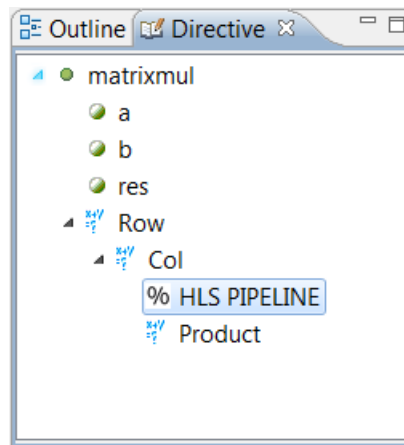 Outline Directive
matrixmul
a
b
res
Row
Col
% HLS PIPELINE
Product